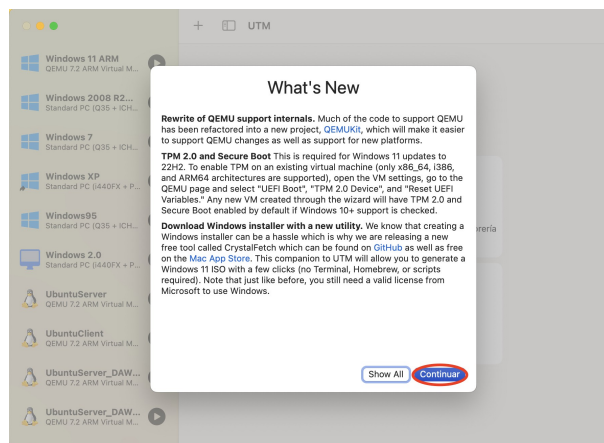 UTM
Windows 11 ARM
QEMU 7.2 ARM Virtual M...
Windows 2008 R2...
Standard PC (Q35 + ICH...
Windows 7
Standard PC (Q35 + ICH...
Windows XP
Standard PC (i440FX + P...
Windows95
Standard PC (Q35 + ICH...
Windows 2.0
Standard PC (i440FX + P...
UbuntuServer
QEMU 7.2 ARM Virtual M...
UbuntuClient
QEMU 7.2 ARM Virtual M...
UbuntuServer_DAW...
QEMU 7.2 ARM Virtual M...
UbuntuServer_DAW...
QEMU 7.2 ARM Virtual M...
What's New
Rewrite of QEMU support internals. Much of the code to support QEMU
has been refactored into a new project, QEMUKit, which will make it easier
to support QEMU changes as well as support for new platforms.
TPM 2.0 and Secure Boot This is required for Windows 11 updates to
22H2. To enable TPM on an existing virtual machine (only x86_64, i386,
and ARM64 architectures are supported), open the VM settings, go to the
QEMU page and select "UEFI Boot", "TPM 2.0 Device", and "Reset UEFI
Variables." Any new VM created through the wizard will have TPM 2.0 and
Secure Boot enabled by default if Windows 10+ support is checked.
Download Windows installer with a new utility. We know that creating a
Windows installer can be a hassle which is why we are releasing a new
free tool called CrystalFetch which can be found on GitHub as well as free
on the Mac App Store. This companion to UTM will allow you to generate a
Windows 11 ISO with a few clicks (no Terminal, Homebrew, or scripts
required). Note that just like before, you still need a valid license from
Microsoft to use Windows.
Show All
Continuar